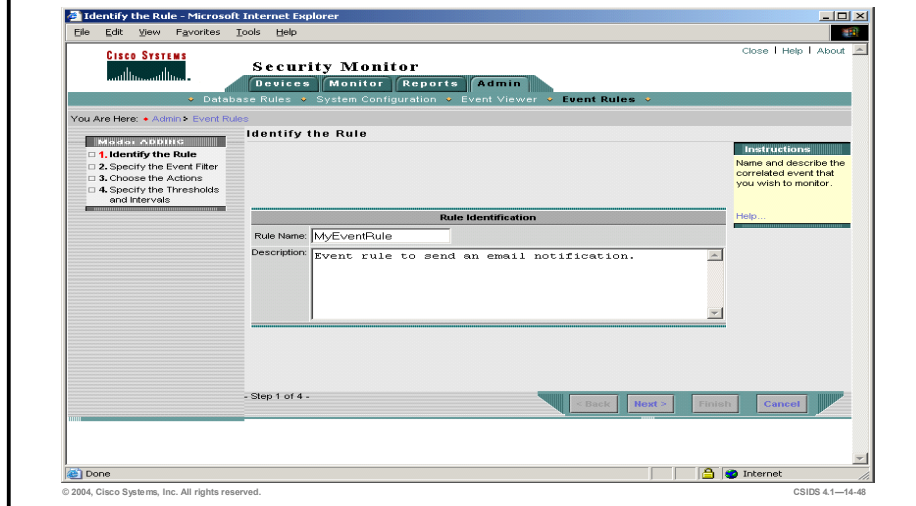 Identify the Rule - Microsoft Internet Explorer
File Edit View Favorites Tools Help
CISCO SYSTEMS
Close | Help | About
Security Monitor
Devices Monitor Reports Admin
Database Rules System Configuration Event Viewer Event Rules
You Are Here: Admin > Event Rules
Identify the Rule
Mode: ADDING
1. Identify the Rule
2. Specify the Event Filter
3. Choose the Actions
4. Specify the Thresholds
and Intervals
Instructions
Name and describe the
correlated event that
you wish to monitor.
Help...
Rule Identification
Rule Name: MyEventRule
Description: Event rule to send an email notification.
- Step 1 of 4 -
< Back Next > Finish Cancel
Done Internet
© 2004, Cisco Systems, Inc. All rights reserved. CSIDS 4.1—14-48